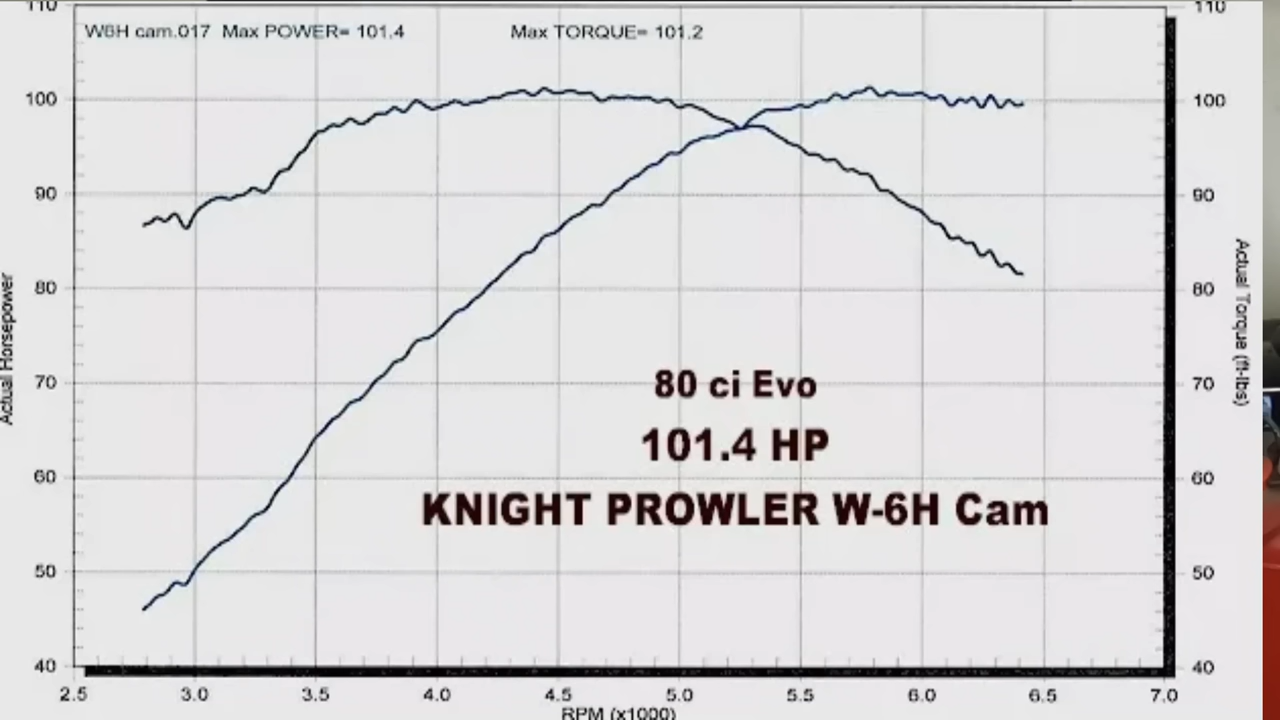 110
110
W6H cam.017 Max POWER= 101.4 Max TORQUE= 101.2
100
100
90
90
Actual Horsepower
Actual Torque (ft-lbs)
80
80
70
70
80 ci Evo
101.4 HP
60
60
KNIGHT PROWLER W-6H Cam
50
50
40
40
2.5 3.0 3.5 4.0 4.5 5.0 5.5 6.0 6.5 7.0
RPM (x1000)